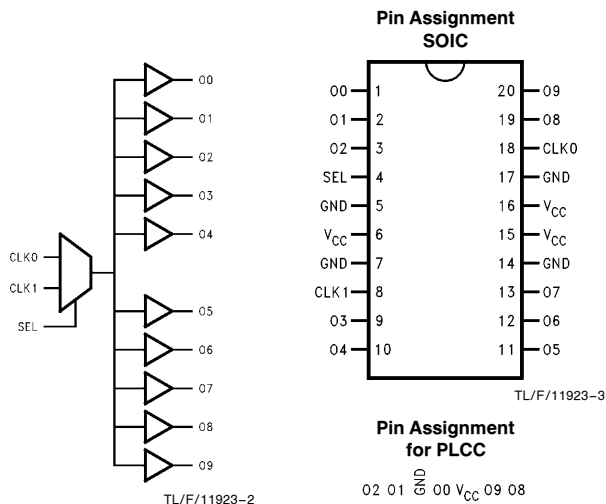 O0
O1
O2
O3
O4
CLK0
CLK1
SEL
O5
O6
O7
O8
O9
TL/F/11923–2
Pin Assignment
SOIC
O0 1 20 O9
O1 2 19 O8
O2 3 18 CLK0
SEL 4 17 GND
GND 5 16 VCC
VCC 6 15 VCC
GND 7 14 GND
CLK1 8 13 O7
O3 9 12 O6
O4 10 11 O5
TL/F/11923–3
Pin Assignment
for PLCC
O2 O1 GND O0 VCC O9 O8